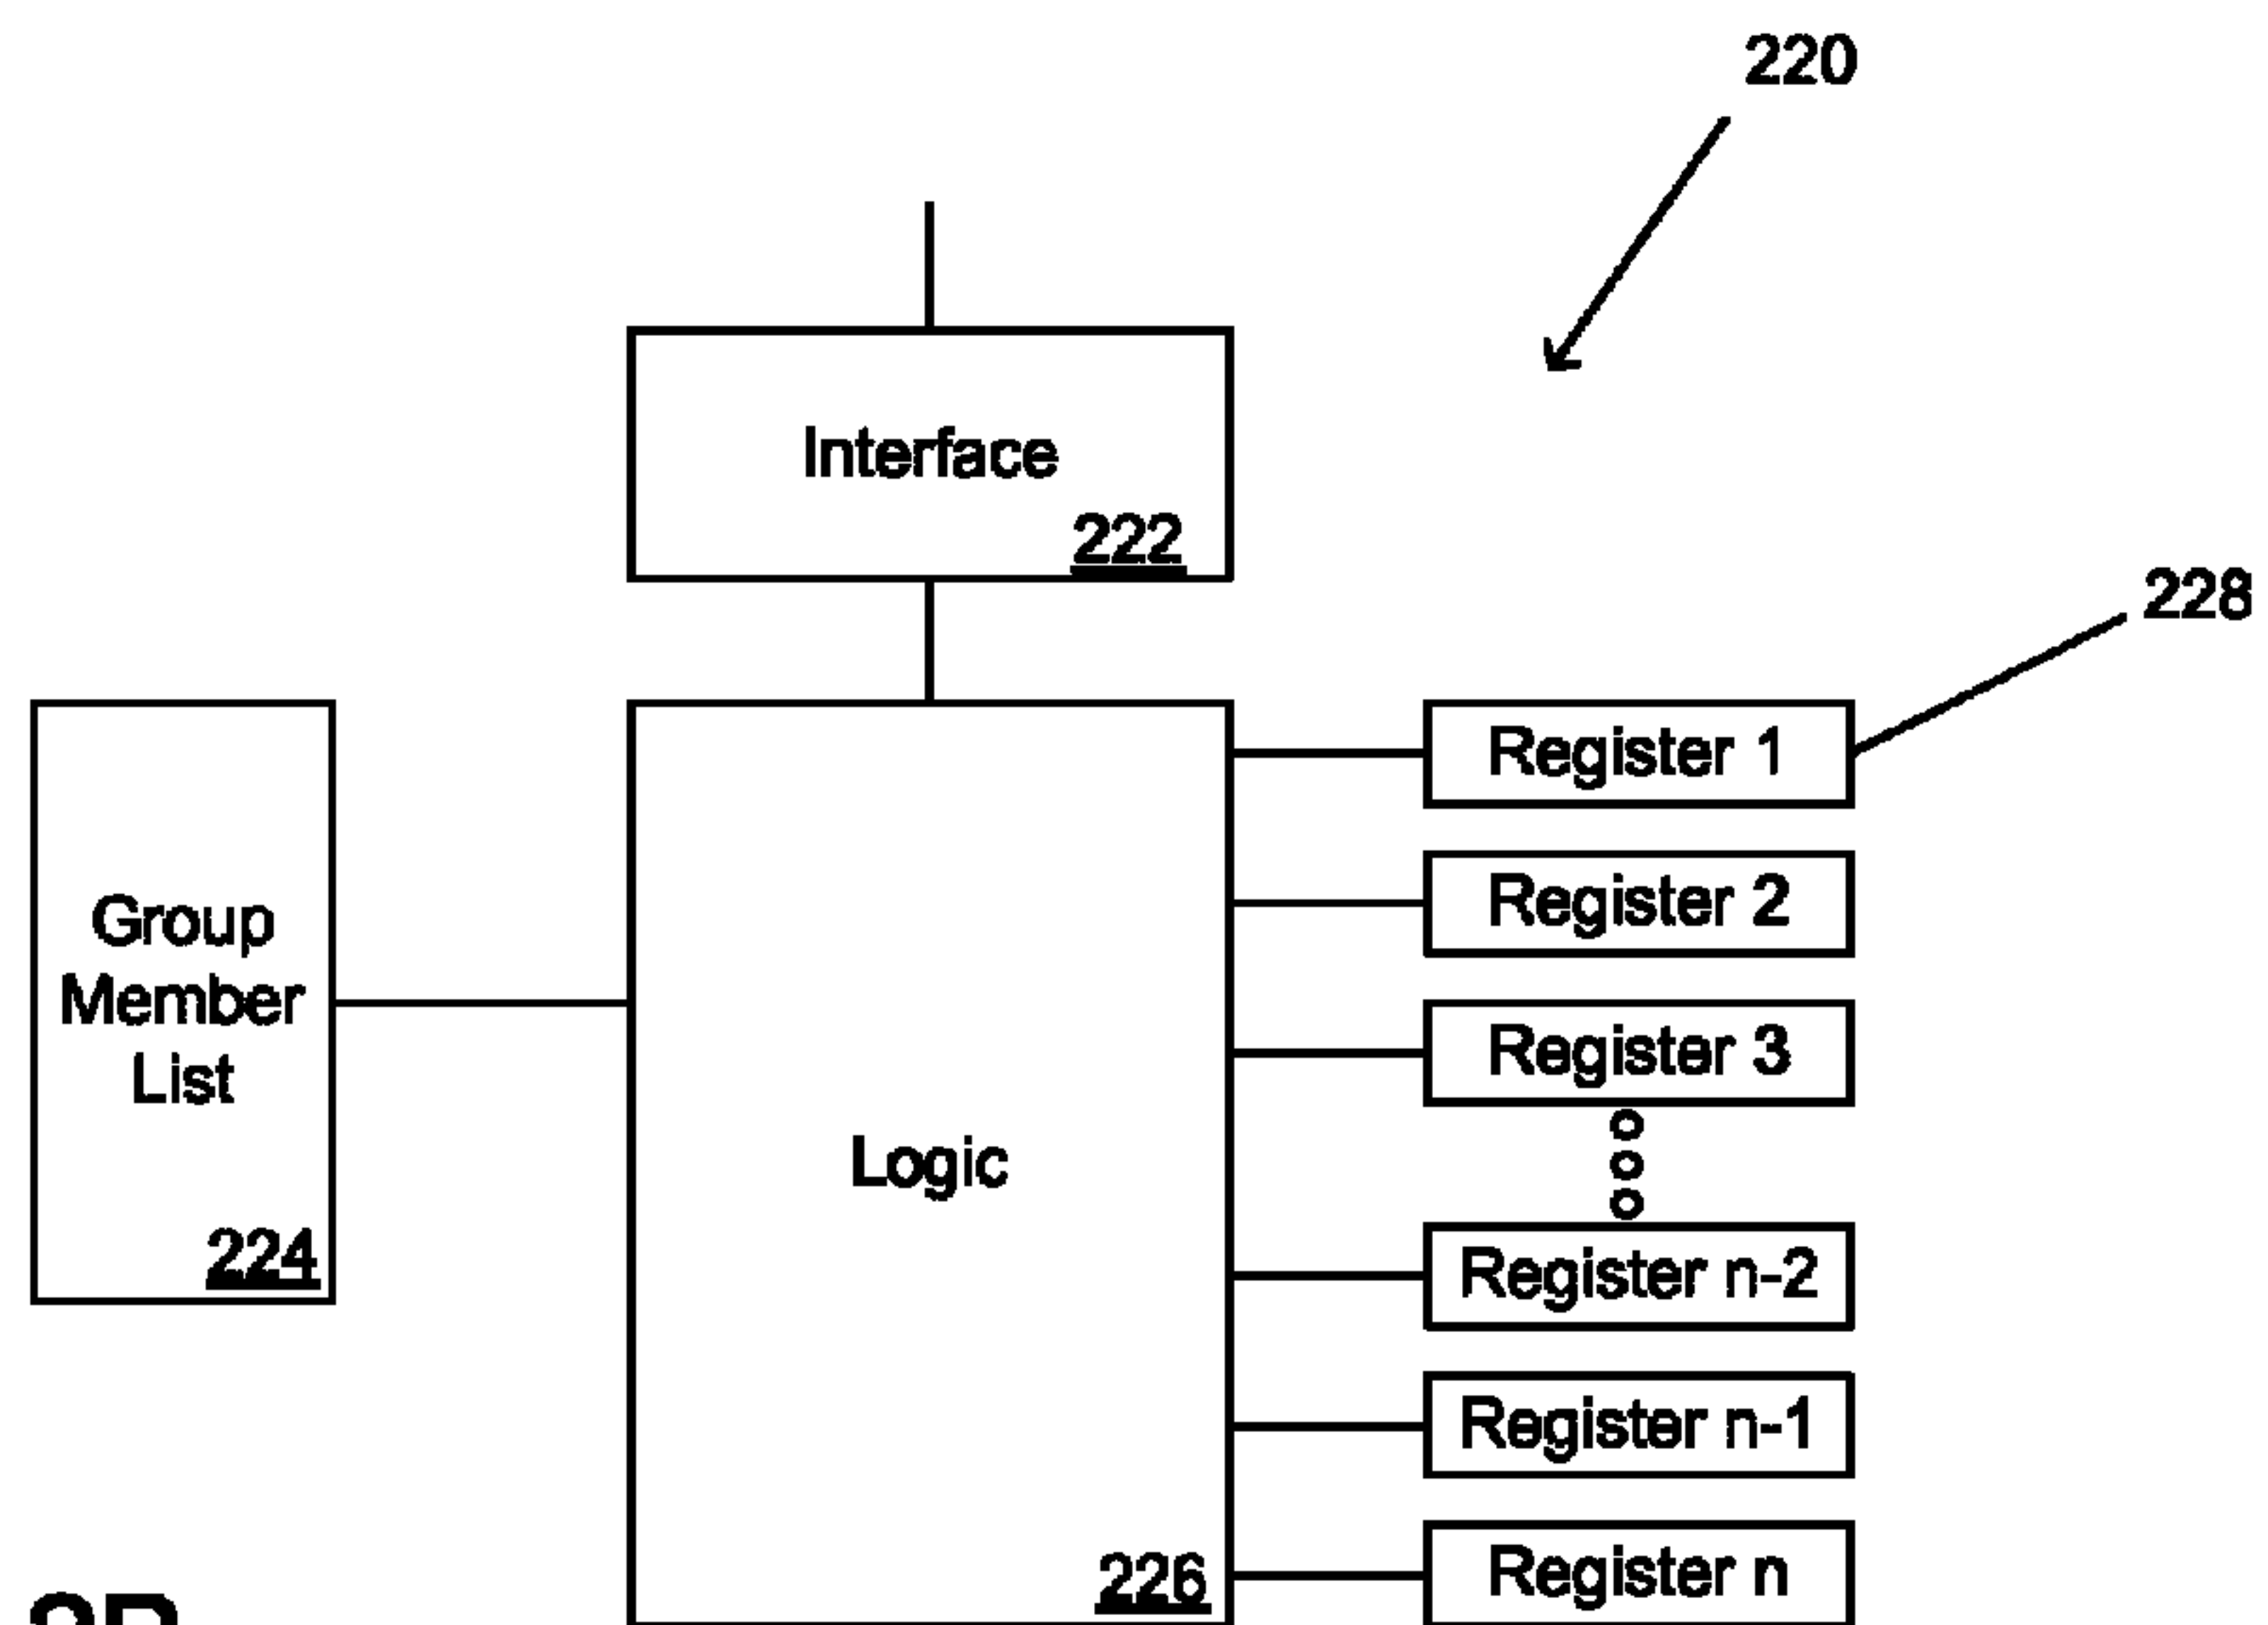 220
Interface
222
228
Register 1
Register 2
Group
Member
List
224
Register 3
Logic
Register n-2
Register n-1
Register n
226